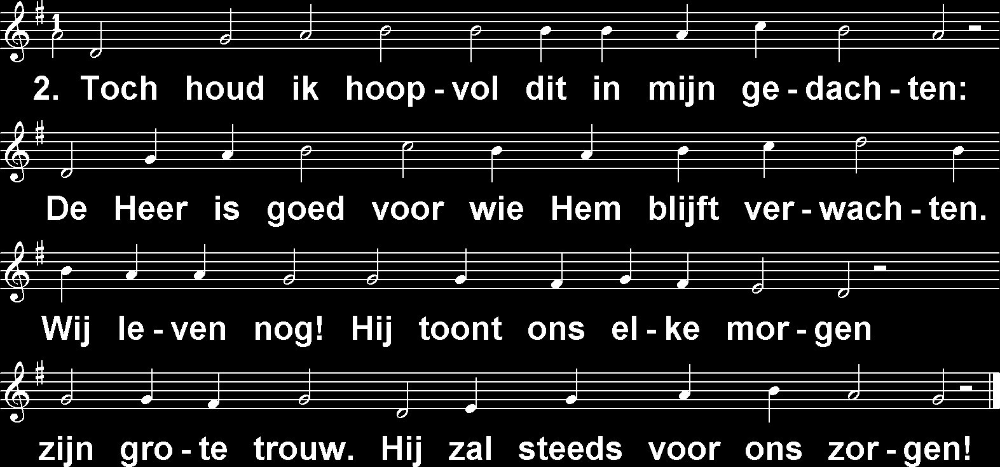 1
2. Toch houd ik hoop - vol dit in mijn ge - dach - ten:
De Heer is goed voor wie Hem blijft ver - wach - ten.
Wij le - ven nog! Hij toont ons el - ke mor - gen
zijn gro - te trouw. Hij zal steeds voor ons zor - gen!